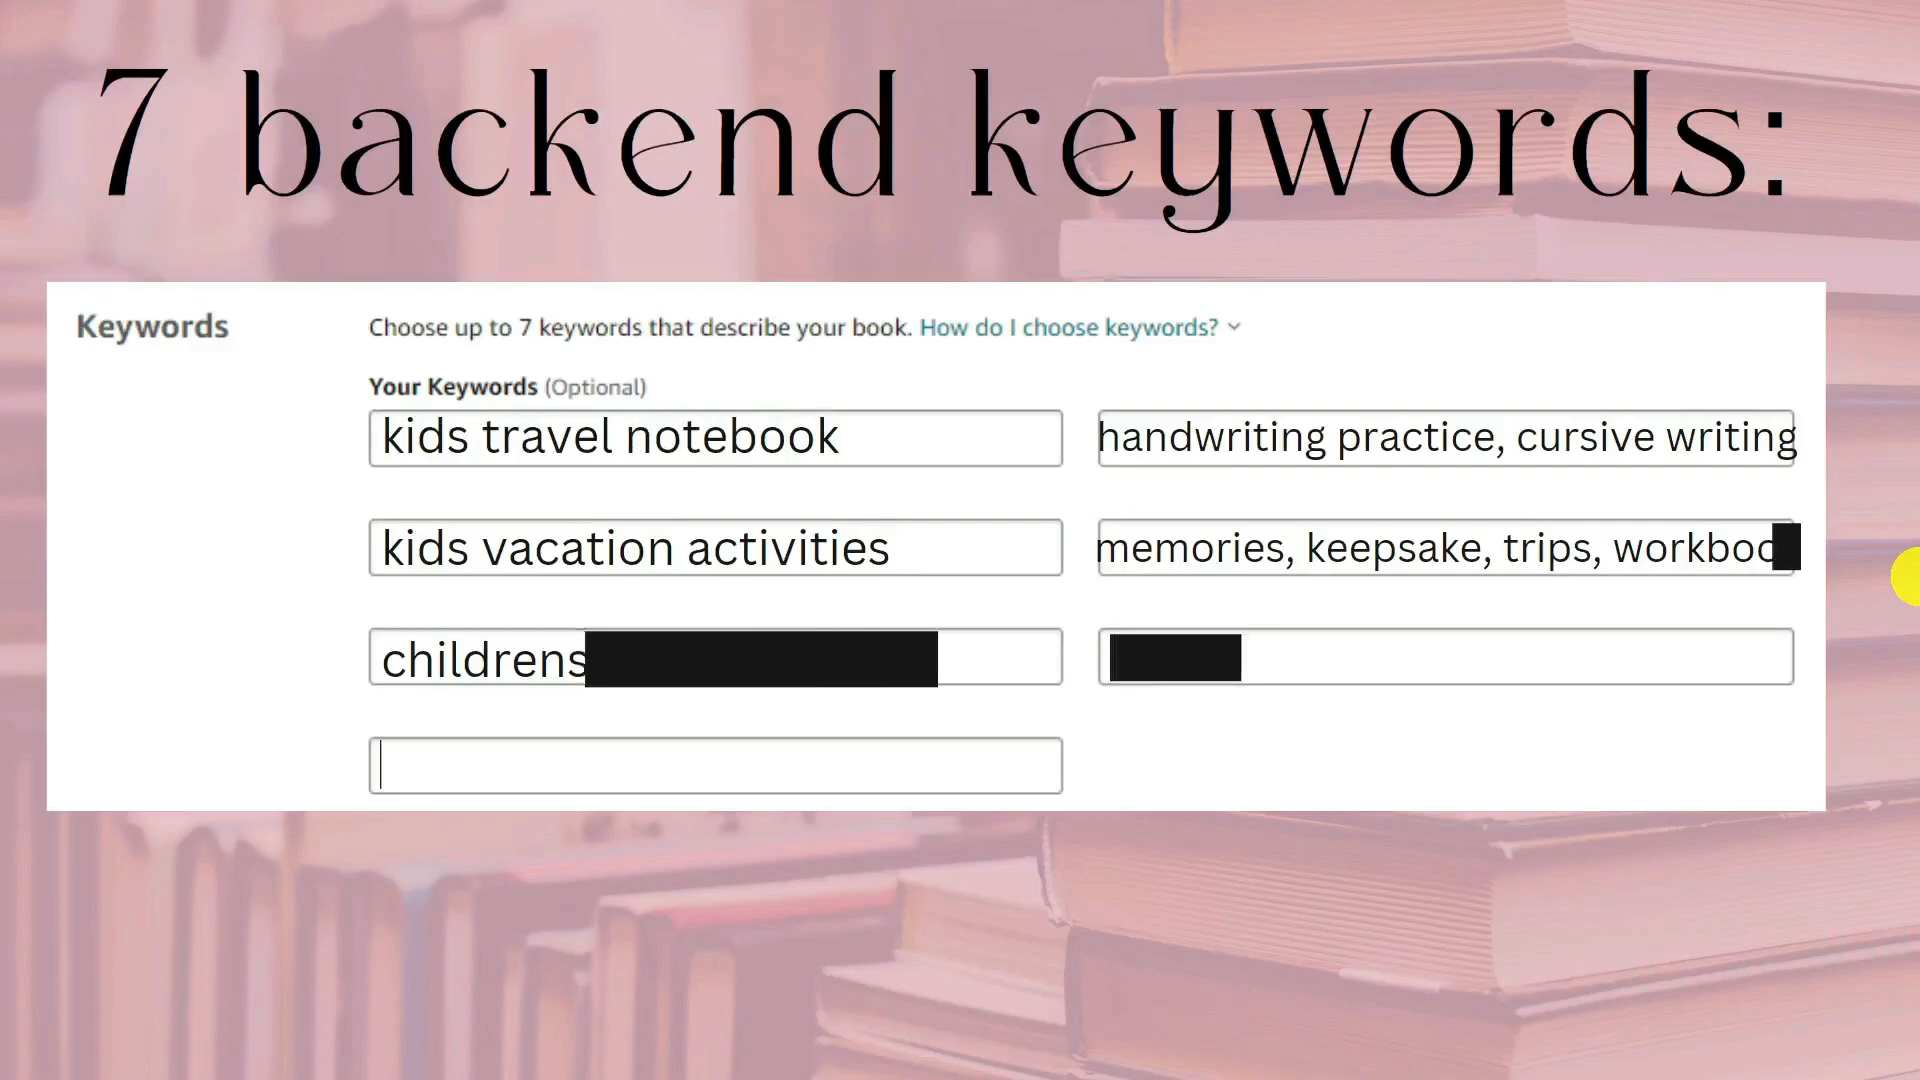 7 backend keywords:
Keywords
Choose up to 7 keywords that describe your book. How do I choose keywords?
Your Keywords (Optional)
kids travel notebook
handwriting practice, cursive writing
kids vacation activities
memories, keepsake, trips,
childrens